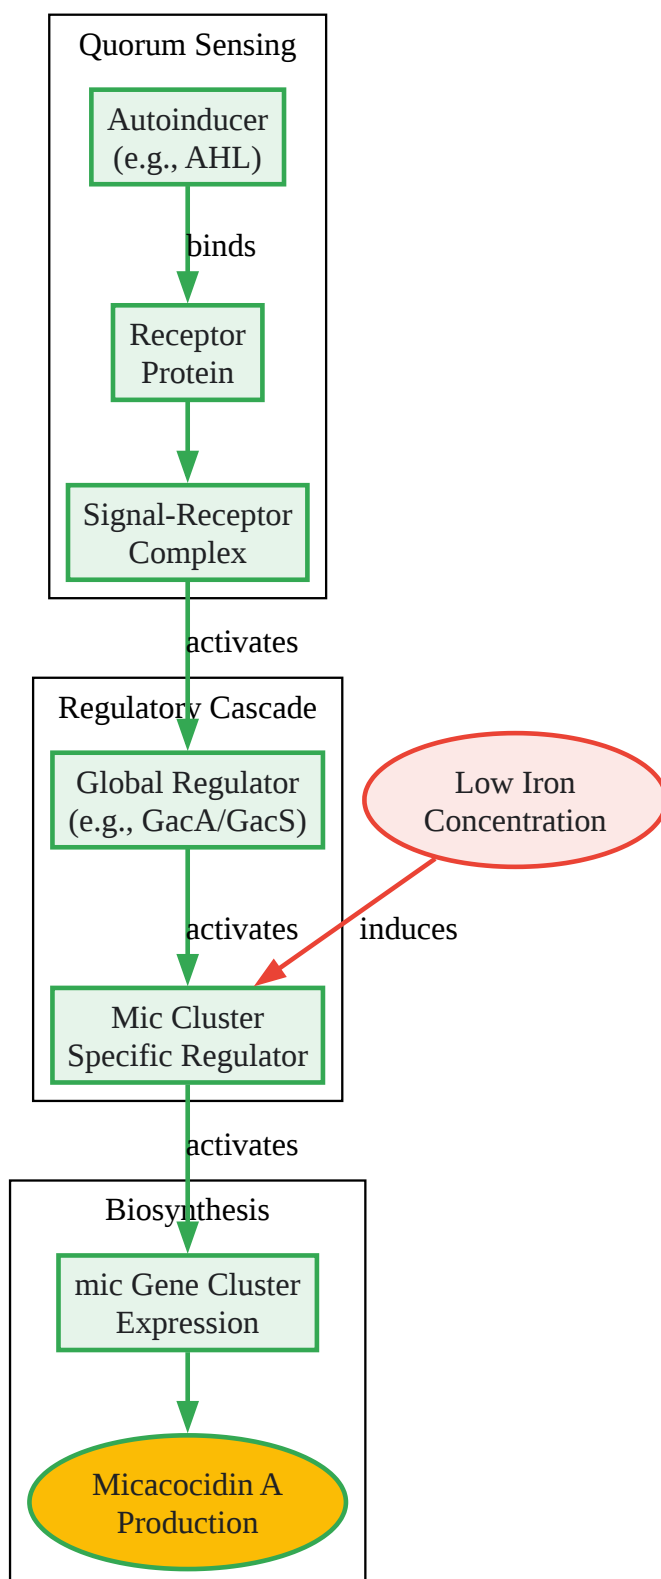 Quorum Sensing
Autoinducer
(e.g., AHL)
binds
Receptor
Protein
Signal-Receptor
Complex
activates
Regulatory Cascade
Global Regulator
(e.g., GacA/GacS)
Low Iron
Concentration
activates
induces
Mic Cluster
Specific Regulator
activates
Biosynthesis
mic Gene Cluster
Expression
Micacocidin A
Production